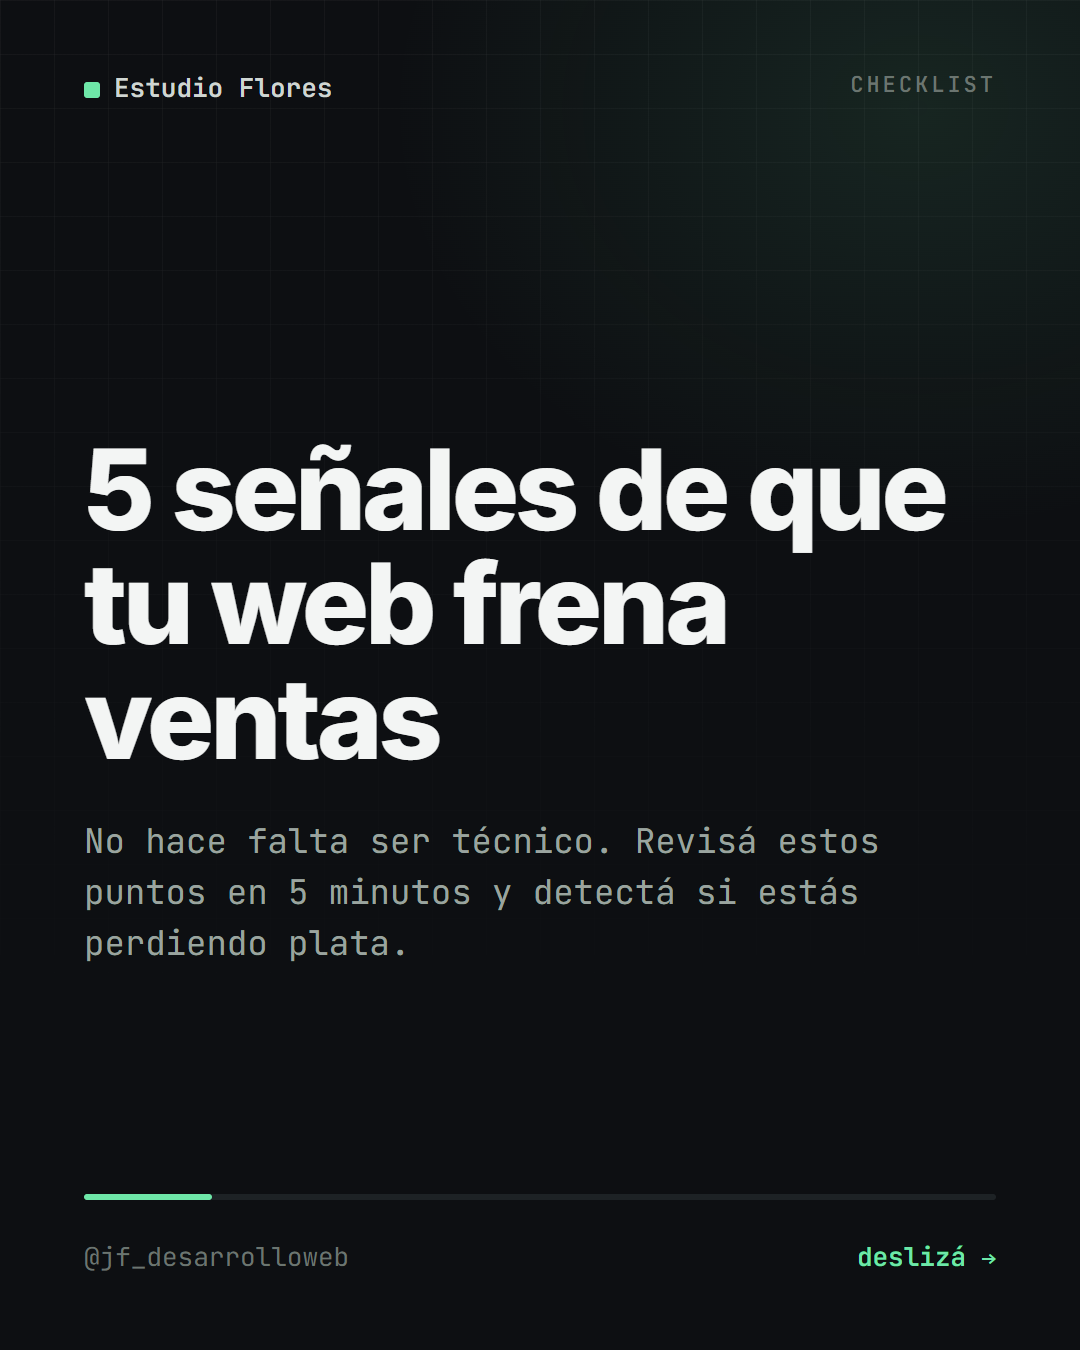 Estudio Flores
CHECKLIST
5 señales de que
tu web frena
ventas
No hace falta ser técnico. Revisá estos
puntos en 5 minutos y detectá si estás
perdiendo plata.
@jf_desarrolloweb
deslizá →